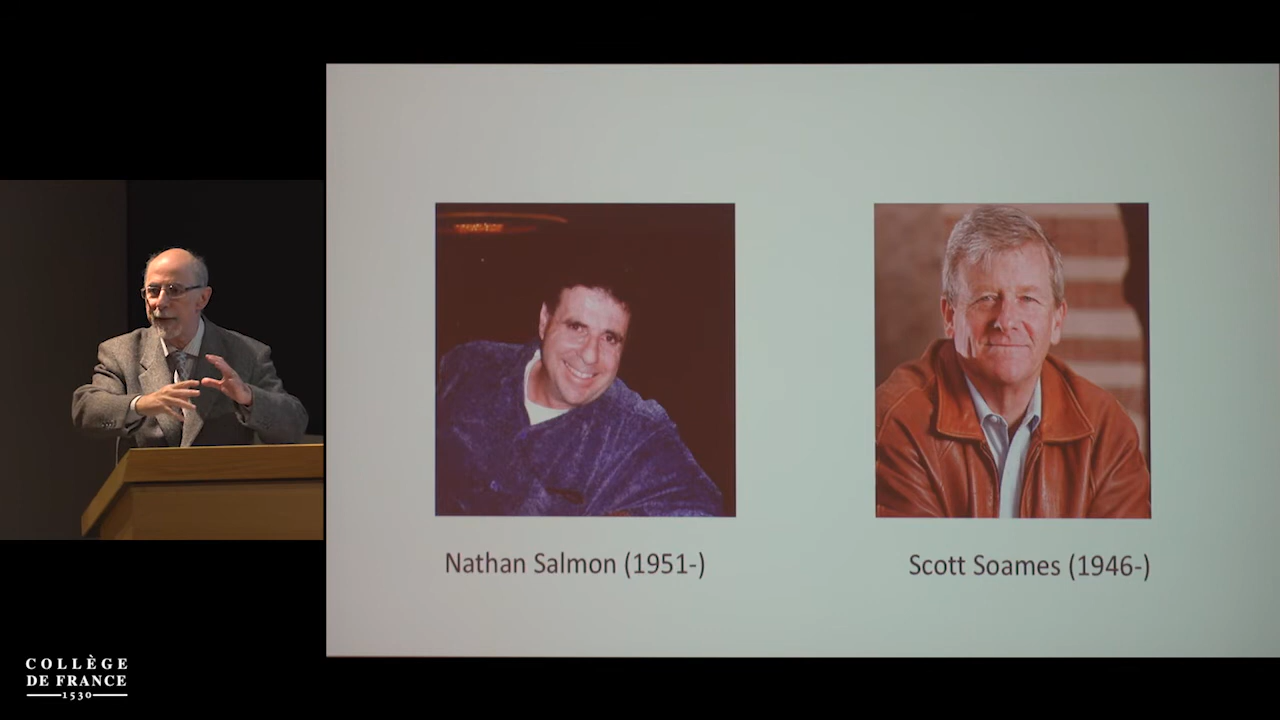 Nathan Salmon (1951-)
Scott Soames (1946-)
COLLÈGE
DE FRANCE
1530